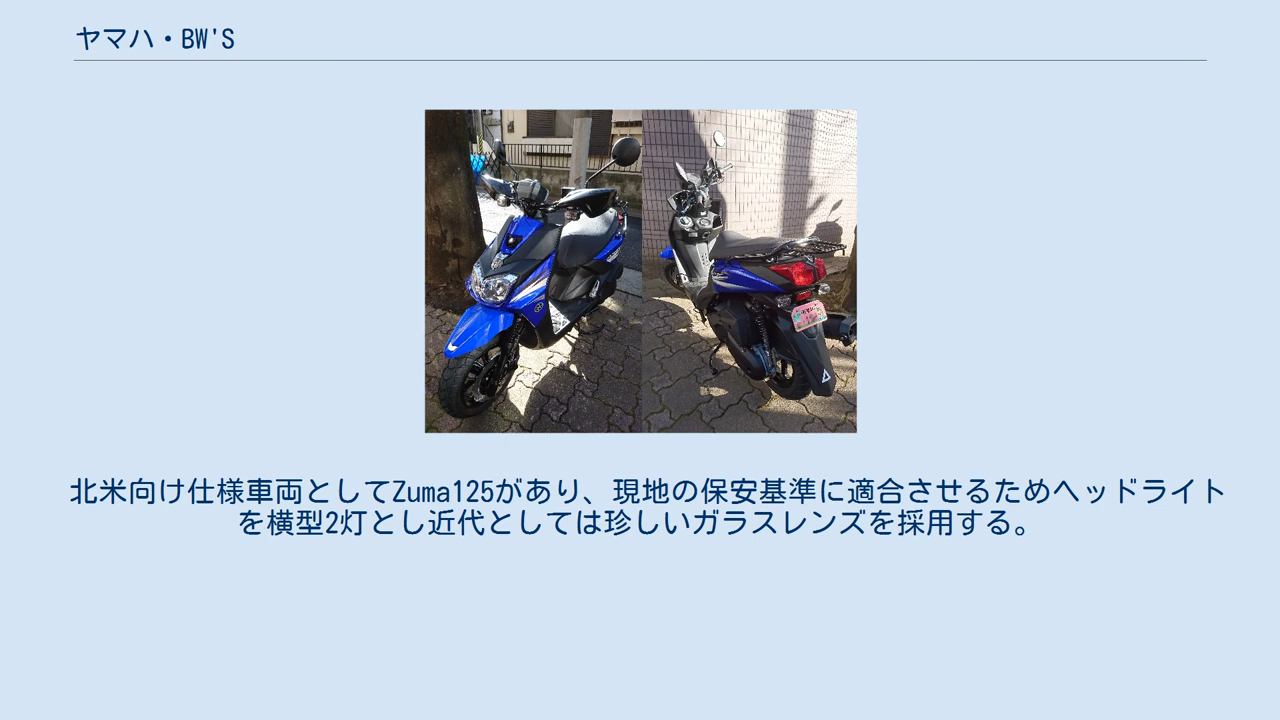 ヤマハ・BW'S
北米向け仕様車両としてZuma125があり、現地の保安基準に適合させるためヘッドライト
を横型2灯とし近代としては珍しいガラスレンズを採用する。